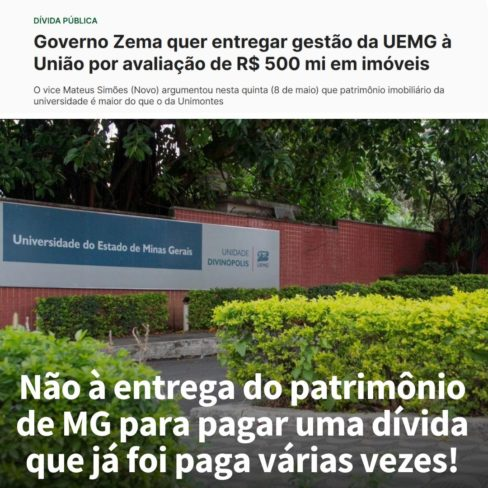 DÍVIDA PÚBLICA
Governo Zema quer entregar gestão da UEMG à
União por avaliação de R$ 500 mi em imóveis
O vice Mateus Simões (Novo) argumentou nesta quinta (8 de maio) que patrimônio imobiliário da
universidade é maior do que o da Unimontes
Universidade do Estado de Minas Gerais
UNIDADE
DIVINÓPOLIS
UEMG
Não à entrega do patrimônio
de MG para pagar uma dívida
que já foi paga várias vezes!